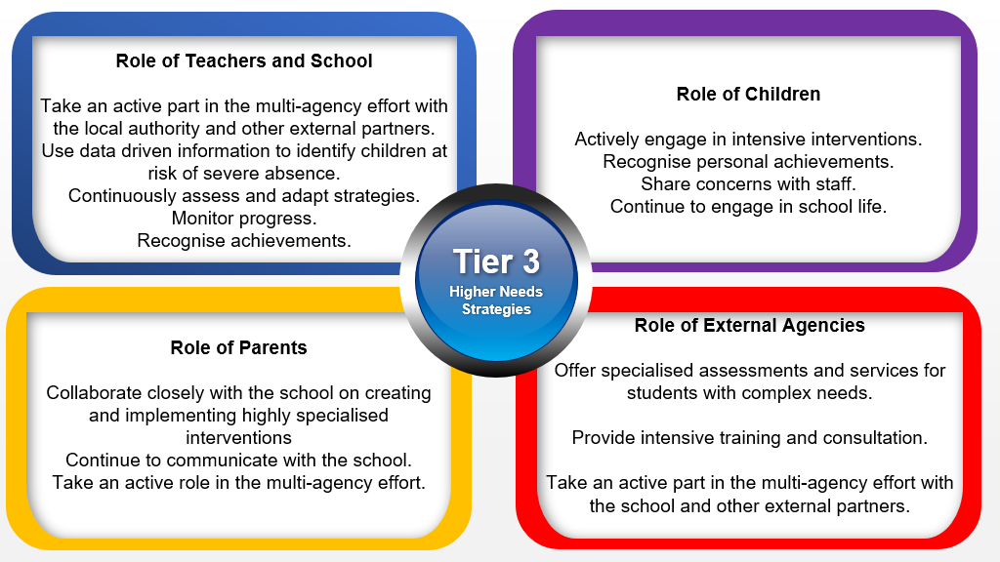 Role of Teachers and School
Take an active part in the multi-agency effort with
the local authority and other external partners.
Use data driven information to identify children at
risk of severe absence.
Continuously assess and adapt strategies.
Monitor progress.
Recognise achievements.
Role of Children
Actively engage in intensive interventions.
Recognise personal achievements.
Share concerns with staff.
Continue to engage in school life.
Tier 3
Higher Needs
Strategies
Role of Parents
Collaborate closely with the school on creating
and implementing highly specialised
interventions
Continue to communicate with the school.
Take an active role in the multi-agency effort.
Role of External Agencies
Offer specialised assessments and services for
students with complex needs.
Provide intensive training and consultation.
Take an active part in the multi-agency effort with
the school and other external partners.